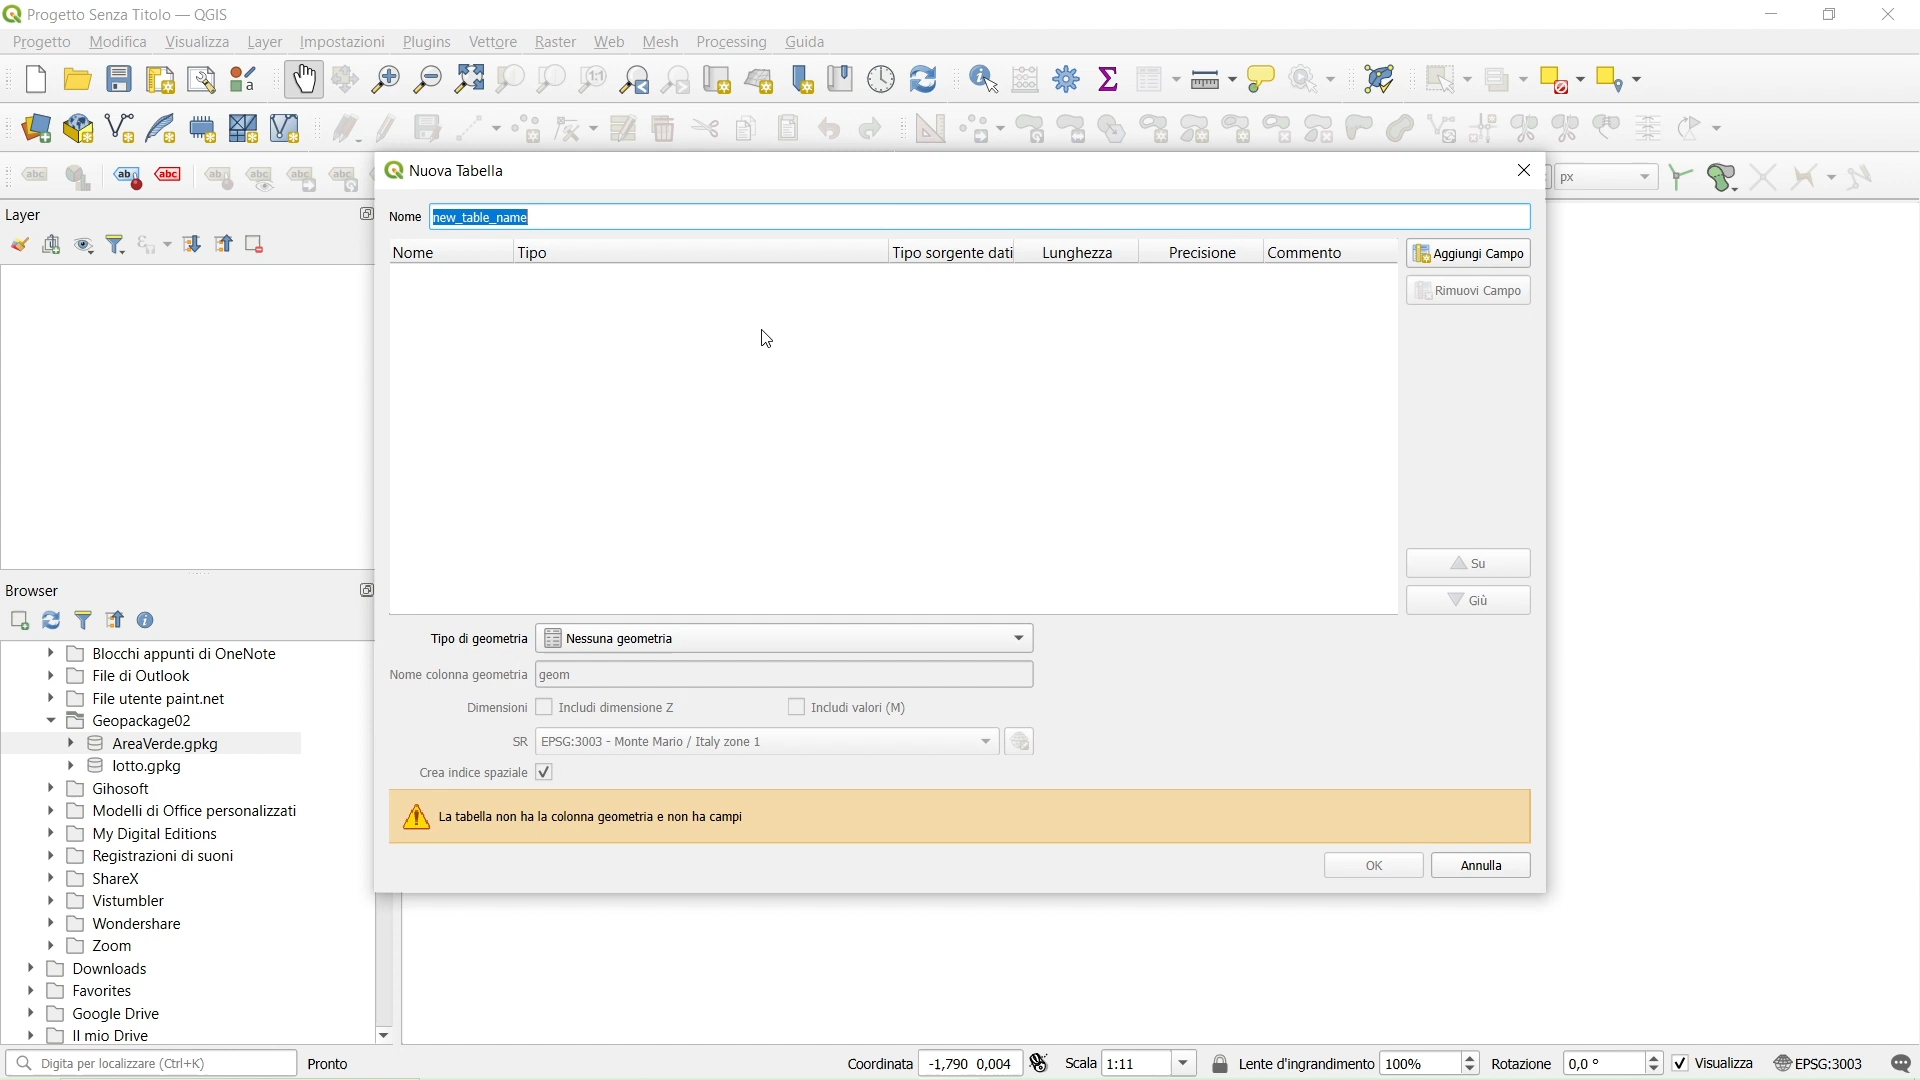 Progetto Senza Titolo — QGIS
Progetto Modifica Visualizza Layer Impostazioni Plugins Vettore Raster Web Mesh Processing Guida
px
Nuova Tabella
Nome new_table_name
Nome Tipo Tipo sorgente dati Lunghezza Precisione Commento
Aggiungi Campo
Rimuovi Campo
Su
Giù
Tipo di geometria Nessuna geometria
Nome colonna geometria geom
Dimensioni Includi dimensione Z Includi valori (M)
SR EPSG:3003 - Monte Mario / Italy zone 1
Crea indice spaziale
La tabella non ha la colonna geometria e non ha campi
OK Annulla
Layer
Browser
Blocchi appunti di OneNote
File di Outlook
File utente paint.net
Geopackage02
AreaVerde.gpkg
lotto.gpkg
Gihosoft
Modelli di Office personalizzati
My Digital Editions
Registrazioni di suoni
ShareX
Vistumbler
Wondershare
Zoom
Downloads
Favorites
Google Drive
Il mio Drive
Digita per localizzare (Ctrl+K) Pronto Coordinata -1,790 0,004 Scala 1:11 Lente d'ingrandimento 100% Rotazione 0,0 ° Visualizza EPSG:3003